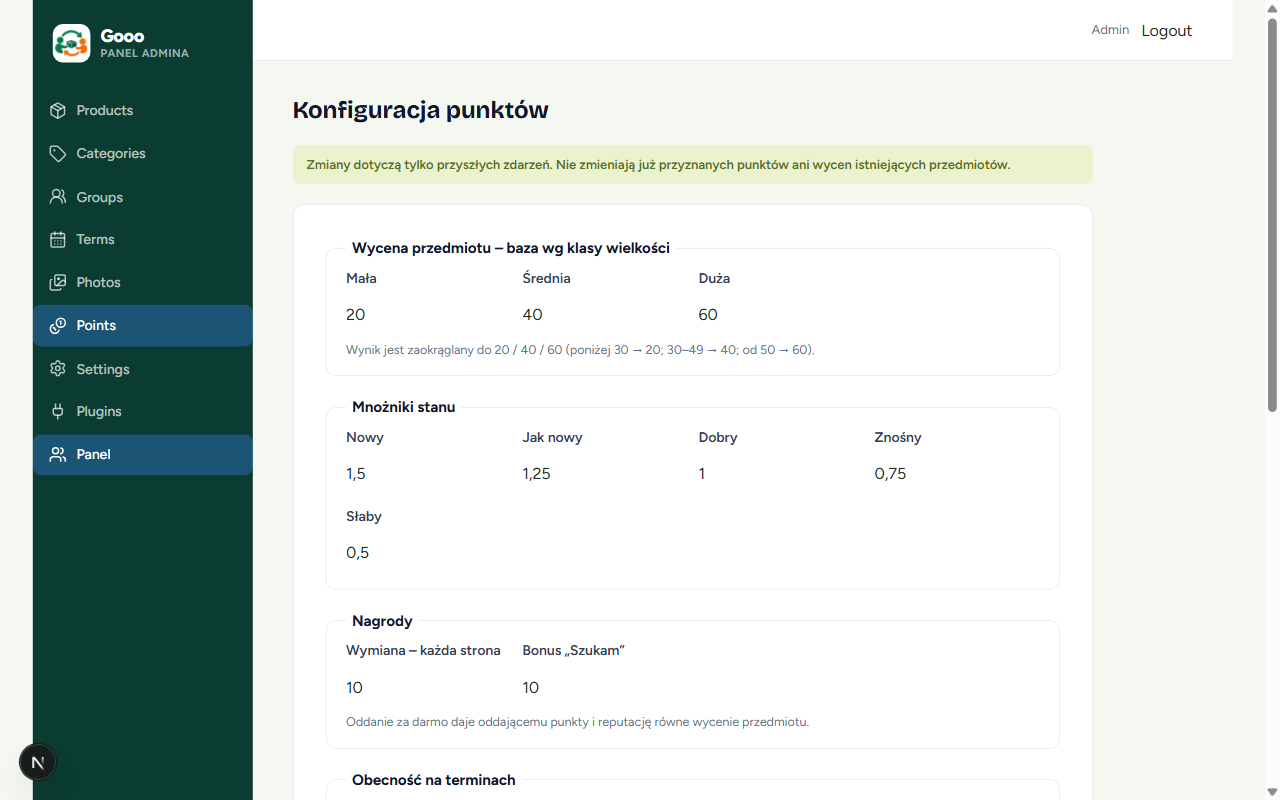 Gooo
PANEL ADMINA
Admin
Logout
Products
Categories
Groups
Terms
Photos
Points
Settings
Plugins
Panel
N
Konfiguracja punktów
Zmiany dotyczą tylko przyszłych zdarzeń. Nie zmieniają już przyznanych punktów ani wycen istniejących przedmiotów.
Wycena przedmiotu – baza wg klasy wielkości
Mała Średnia Duża
20 40 60
Wynik jest zaokrąglany do 20 / 40 / 60 (poniżej 30 → 20; 30–49 → 40; od 50 → 60).
Mnożniki stanu
Nowy Jak nowy Dobry Znośny
1,5 1,25 1 0,75
Słaby
0,5
Nagrody
Wymiana – każda strona Bonus „Szukam”
10 10
Oddanie za darmo daje oddającemu punkty i reputację równe wycenie przedmiotu.
Obecność na terminach